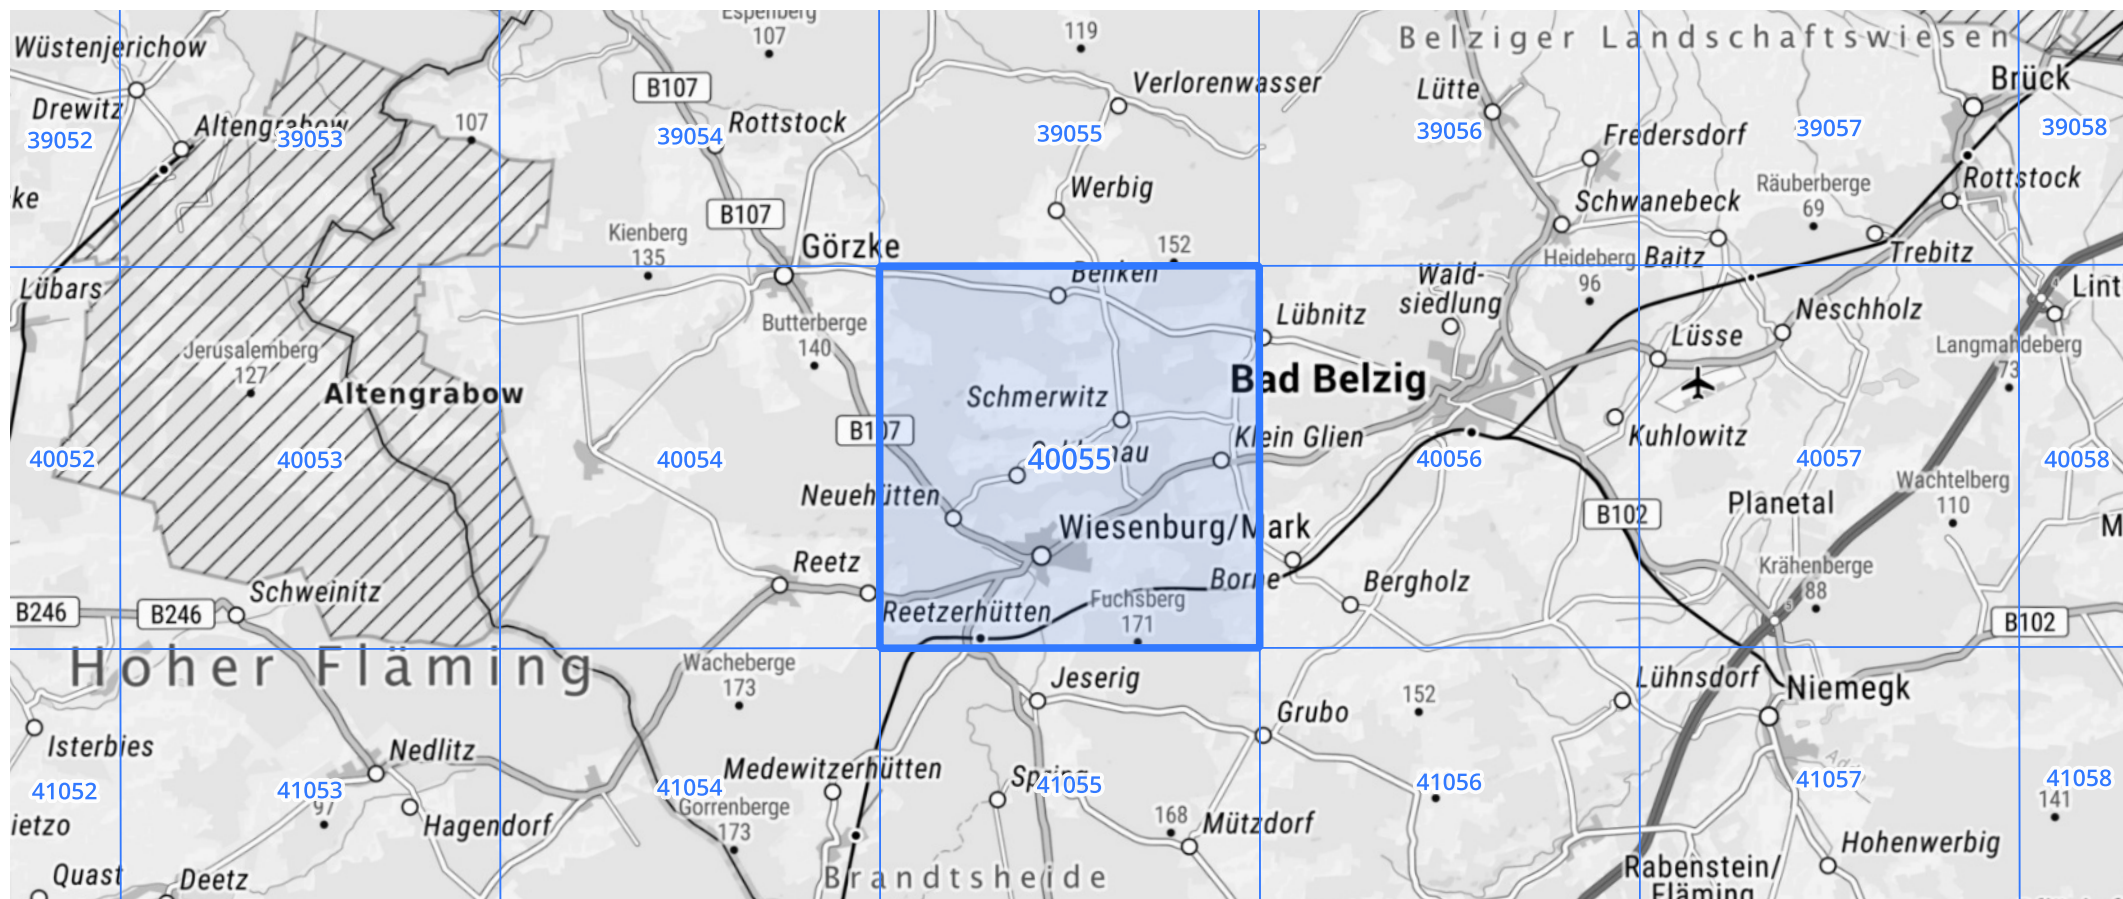 Espenberg
107
119
Belziger Landschaftswiesen
Wüstenjerichow
Verlorenwasser
Lütte
Brück
B107
Drewitz
Altengrabow
107
Rottstock
Fredersdorf
39052
39053
39054
39055
39056
39057
39058
ke
Werbig
Schwanebeck
Räuberberge
69
Rottstock
B107
Kienberg
135
Görzke
152
Heideberg
96
Baitz
Trebitz
Lübars
Benken
Wald-
siedlung
Lint
Butterberge
140
Lübnitz
Neschholz
Jerusalemberg
127
Lüsse
Langmahdeberg
73
Altengrabow
Schmerwitz
Bad Belzig
B107
Klein Glien
Kuhlowitz
40052
40053
40054
40055
40056
40057
40058
Neuehütten
Wachtelberg
110
Planetal
B102
Wiesenburg/Mark
M
Reetz
Borne
Bergholz
Krähenberge
88
Schweinitz
B246
B246
Reetzerhütten
Fuchsberg
171
B102
Hoher Fläming
Wacheberge
173
Jeserig
Lühnsdorf
Niemegk
152
Grubo
Isterbies
Nedlitz
Medewitzerhütten
Spring
41052
41053
41054
41055
41056
41057
41058
97
Gorrenberge
173
168
Mützdorf
141
ietzo
Hagendorf
Hohenwerbig
Quast
Deetz
Brandtsheide
Rabenstein/
Fläming